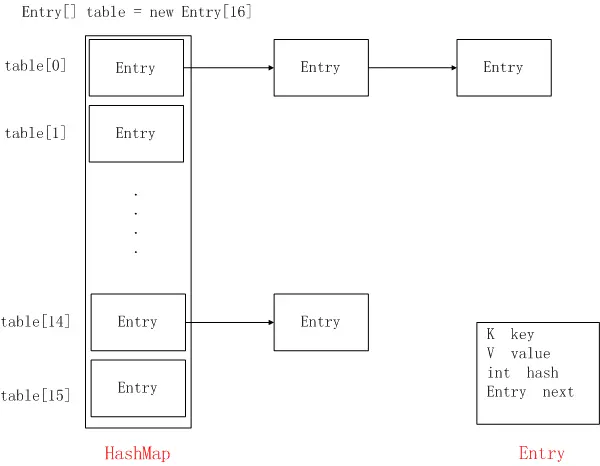 Entry[] table = new Entry[16]
table[0] Entry Entry Entry
table[1] Entry
.
.
.
.
table[14] Entry Entry
table[15] Entry
K key
V value
int hash
Entry next
HashMap Entry